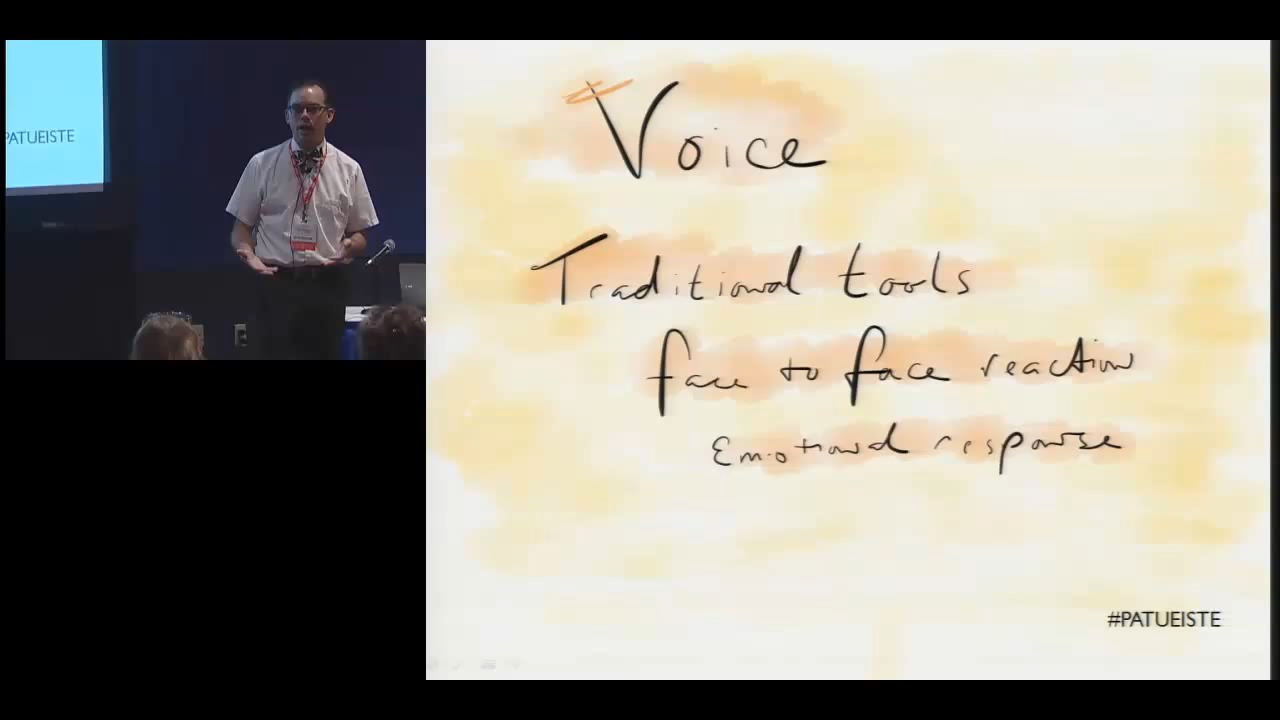 PATUEISTE
Voice
Traditional tools
face to face reaction
Emotional response
#PATUEISTE